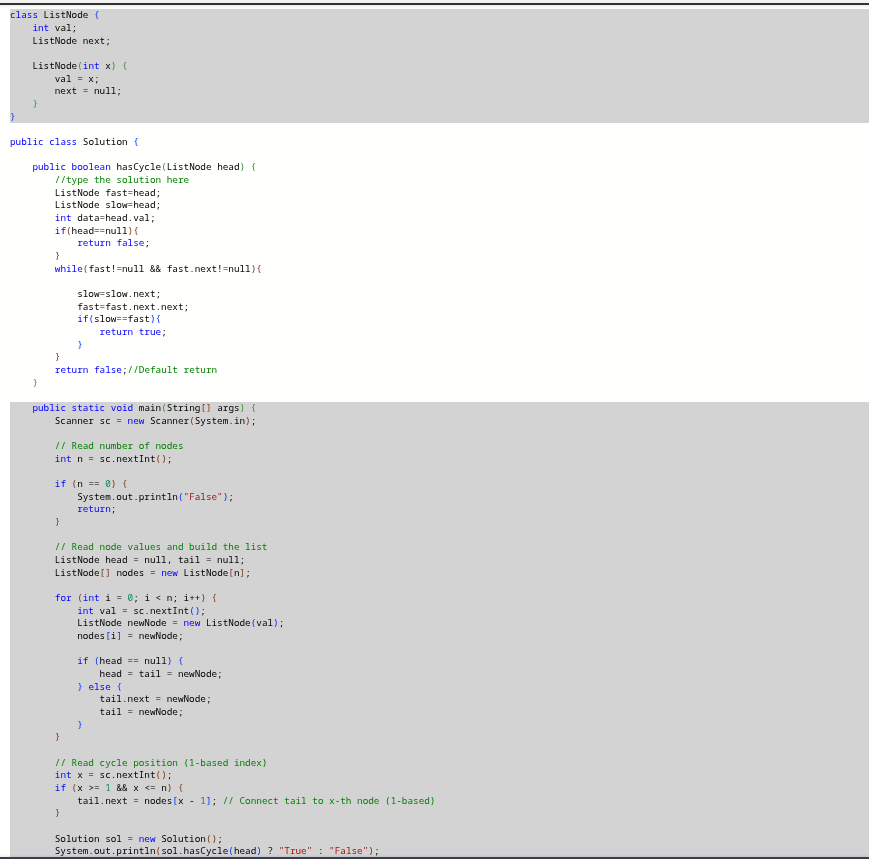 class ListNode {
    int val;
    ListNode next;

    ListNode(int x) {
        val = x;
        next = null;
    }
}

public class Solution {

    public boolean hasCycle(ListNode head) {
        //type the solution here
        ListNode fast=head;
        ListNode slow=head;
        int data=head.val;
        if(head==null){
            return false;
        }
        while(fast!=null && fast.next!=null){

            slow=slow.next;
            fast=fast.next.next;
            if(slow==fast){
                return true;
            }
        }
        return false;//Default return
    }

    public static void main(String[] args) {
        Scanner sc = new Scanner(System.in);

        // Read number of nodes
        int n = sc.nextInt();

        if (n == 0) {
            System.out.println("False");
            return;
        }

        // Read node values and build the list
        ListNode head = null, tail = null;
        ListNode[] nodes = new ListNode[n];

        for (int i = 0; i < n; i++) {
            int val = sc.nextInt();
            ListNode newNode = new ListNode(val);
            nodes[i] = newNode;

            if (head == null) {
                head = tail = newNode;
            } else {
                tail.next = newNode;
                tail = newNode;
            }
        }

        // Read cycle position (1-based index)
        int x = sc.nextInt();
        if (x >= 1 && x <= n) {
            tail.next = nodes[x - 1]; // Connect tail to x-th node (1-based)
        }

        Solution sol = new Solution();
        System.out.println(sol.hasCycle(head) ? "True" : "False");